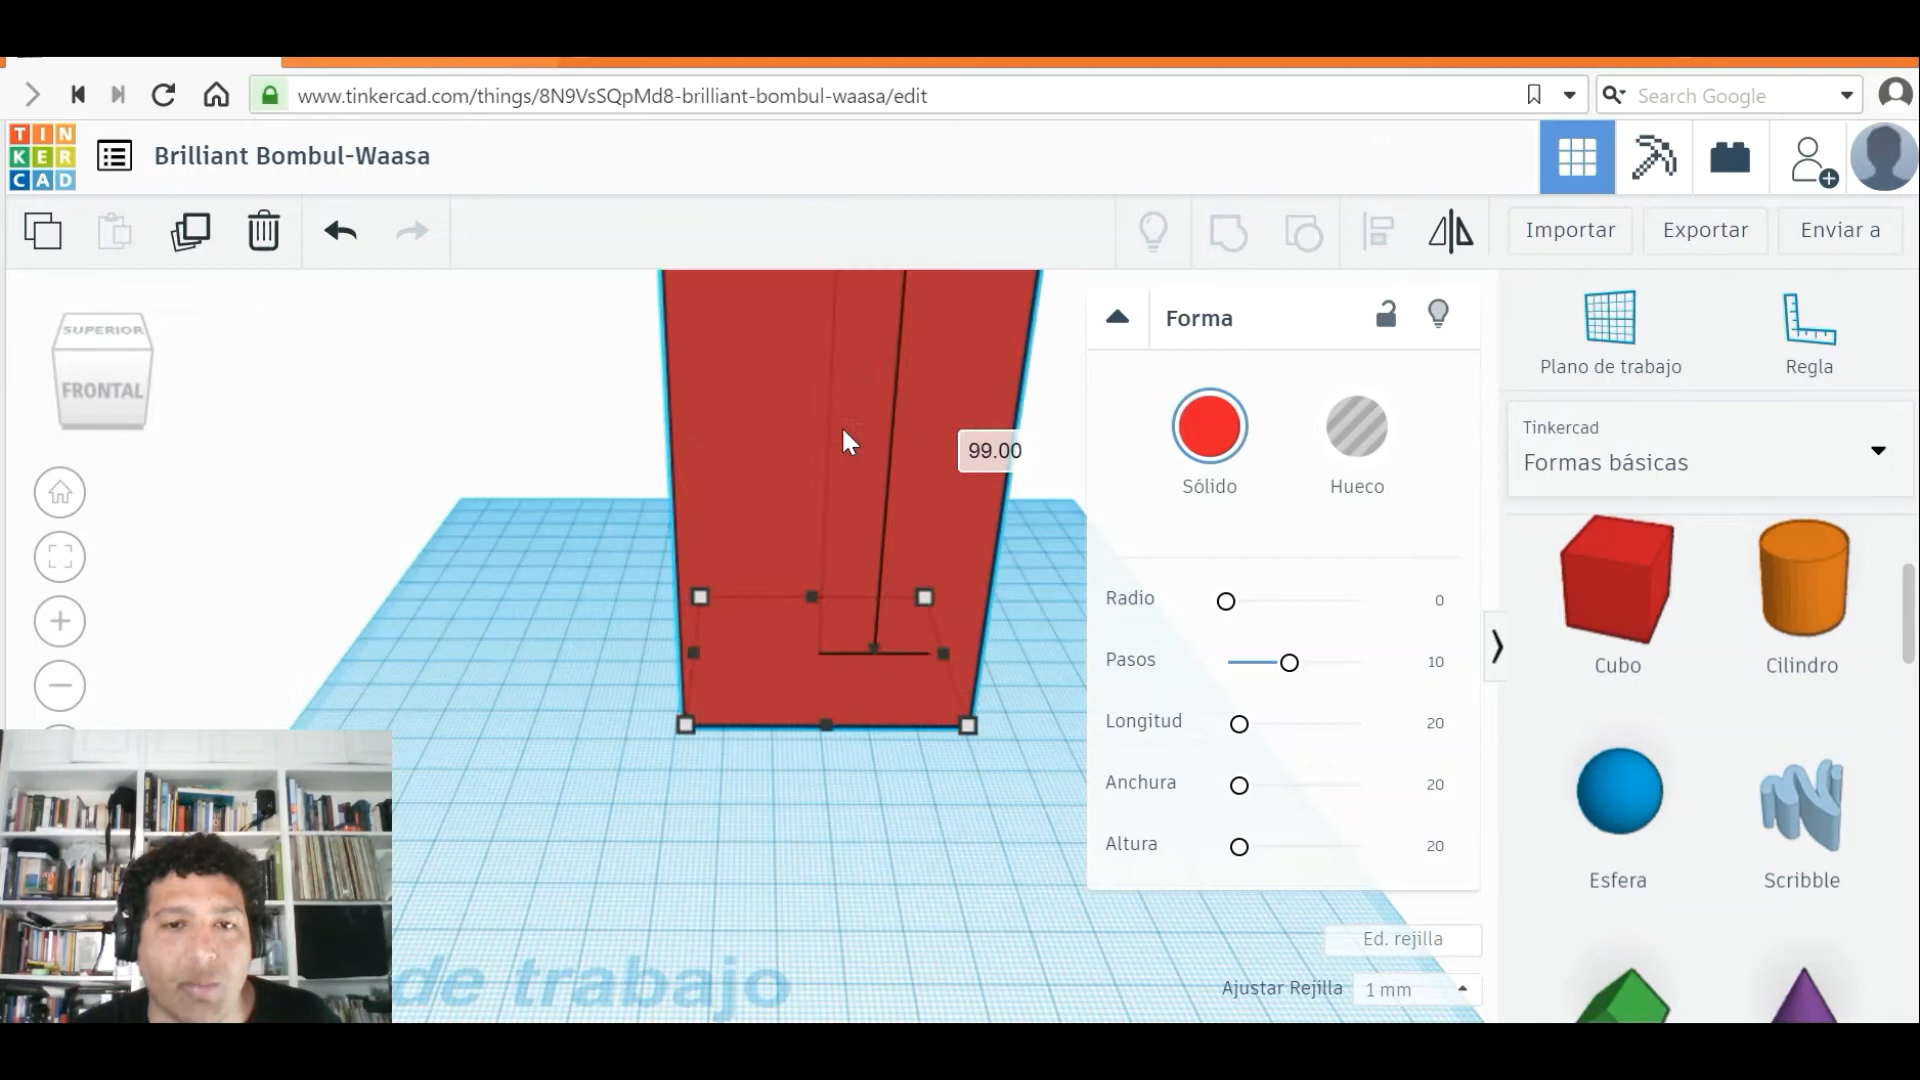 www.tinkercad.com/things/8N9VsSQpMd8-brilliant-bombul-waasa/edit
Search Google
TIN
KER
CAD
Brilliant Bombul-Waasa
Importar
Exportar
Enviar a
SUPERIOR
FRONTAL
99.00
Forma
Sólido
Hueco
Radio 0
Pasos 10
Longitud 20
Anchura 20
Altura 20
Ed. rejilla
Ajustar Rejilla 1 mm
Plano de trabajo
Regla
Tinkercad
Formas básicas
Cubo
Cilindro
Esfera
Scribble
de trabajo